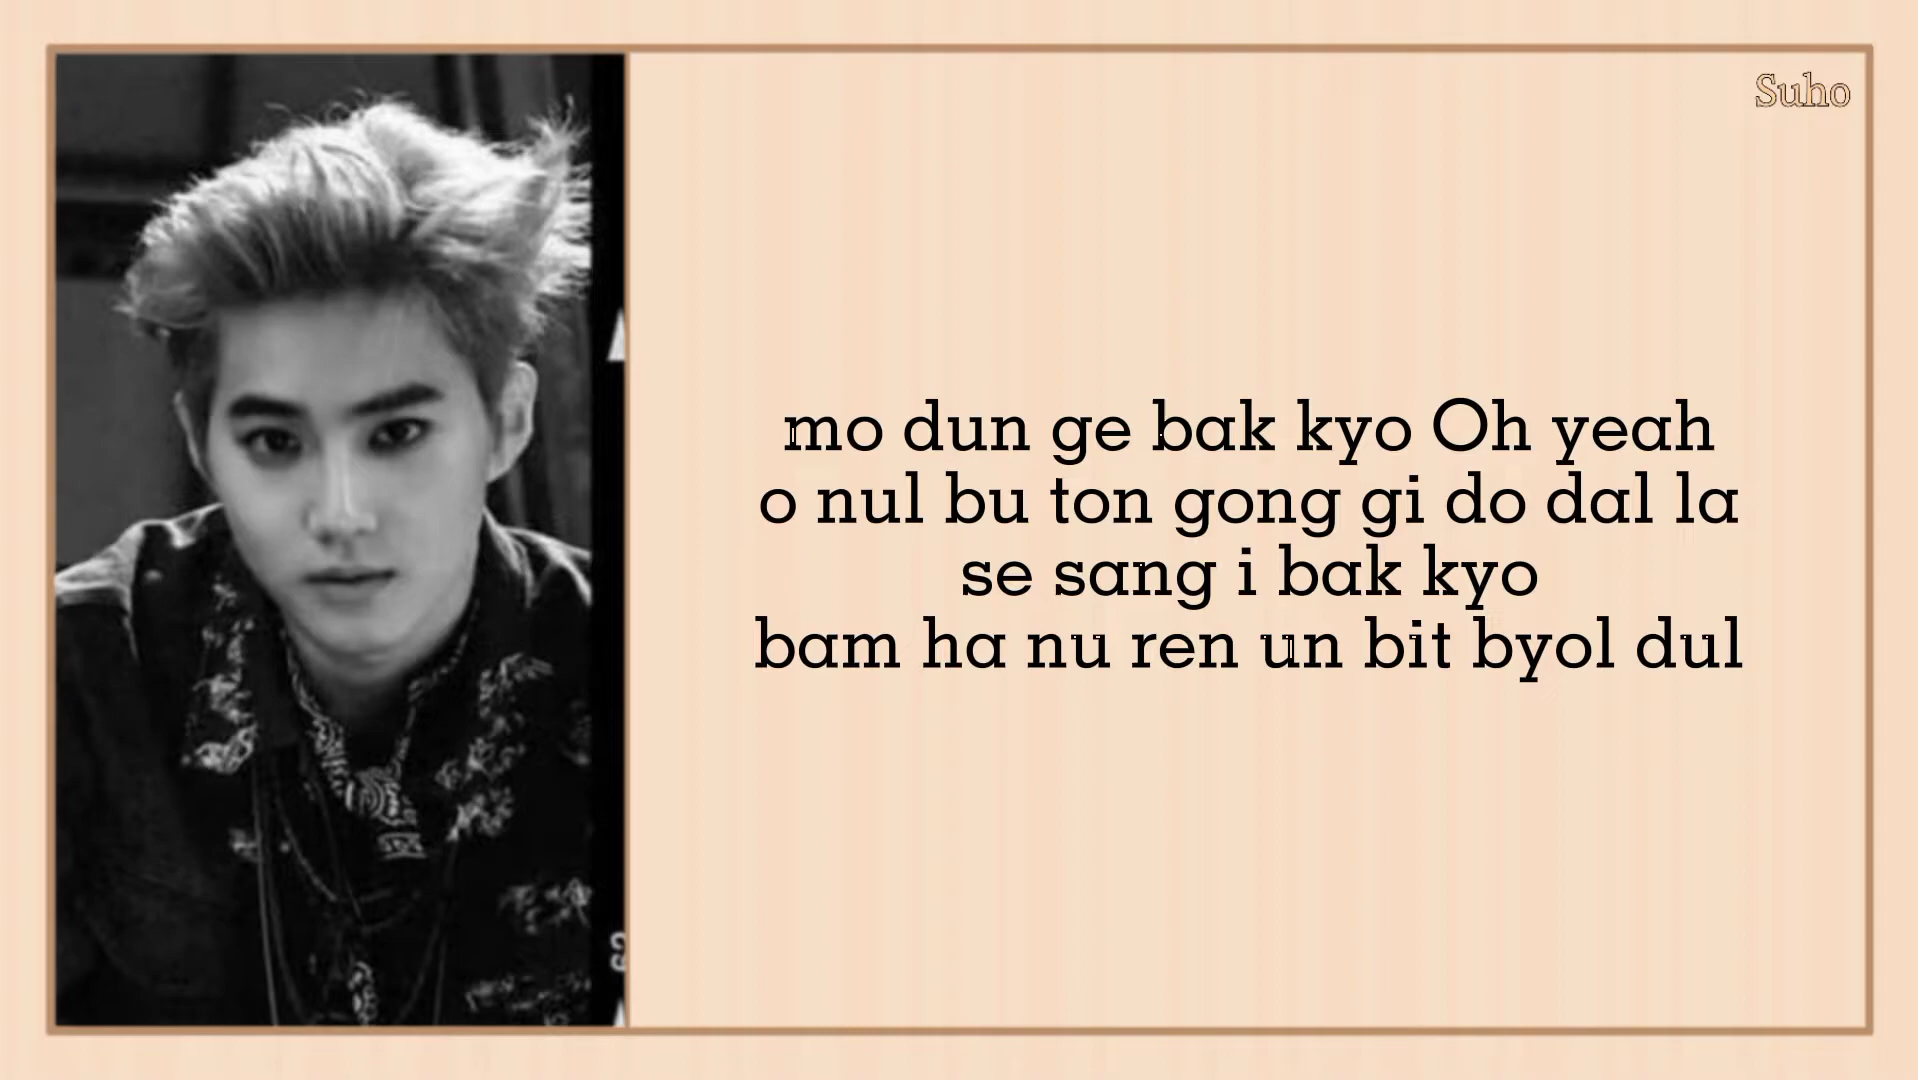 Suho
mo dun ge bak kyo Oh yeah
o nul bu ton gong gi do dal la
se sang i bak kyo
bam ha nu ren un bit byol dul